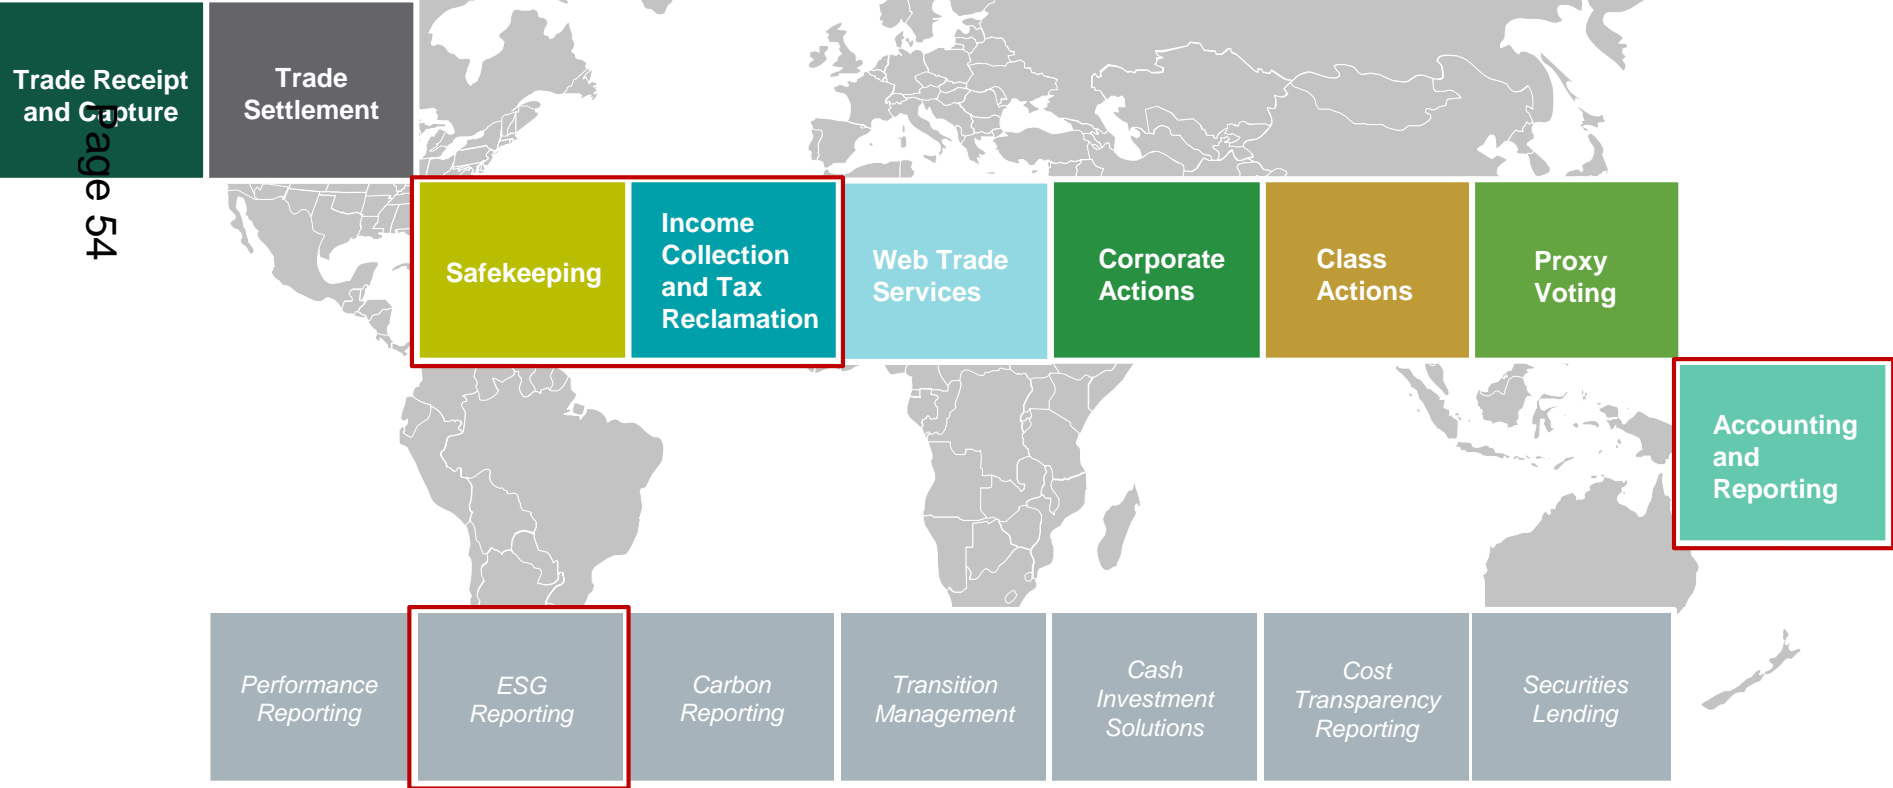 Trade Receipt
and Capture
Trade
Settlement
Page 54
Safekeeping
Income
Collection
and Tax
Reclamation
Web Trade
Services
Corporate
Actions
Class
Actions
Proxy
Voting
Accounting
and
Reporting
Performance
Reporting
ESG
Reporting
Carbon
Reporting
Transition
Management
Cash
Investment
Solutions
Cost
Transparency
Reporting
Securities
Lending